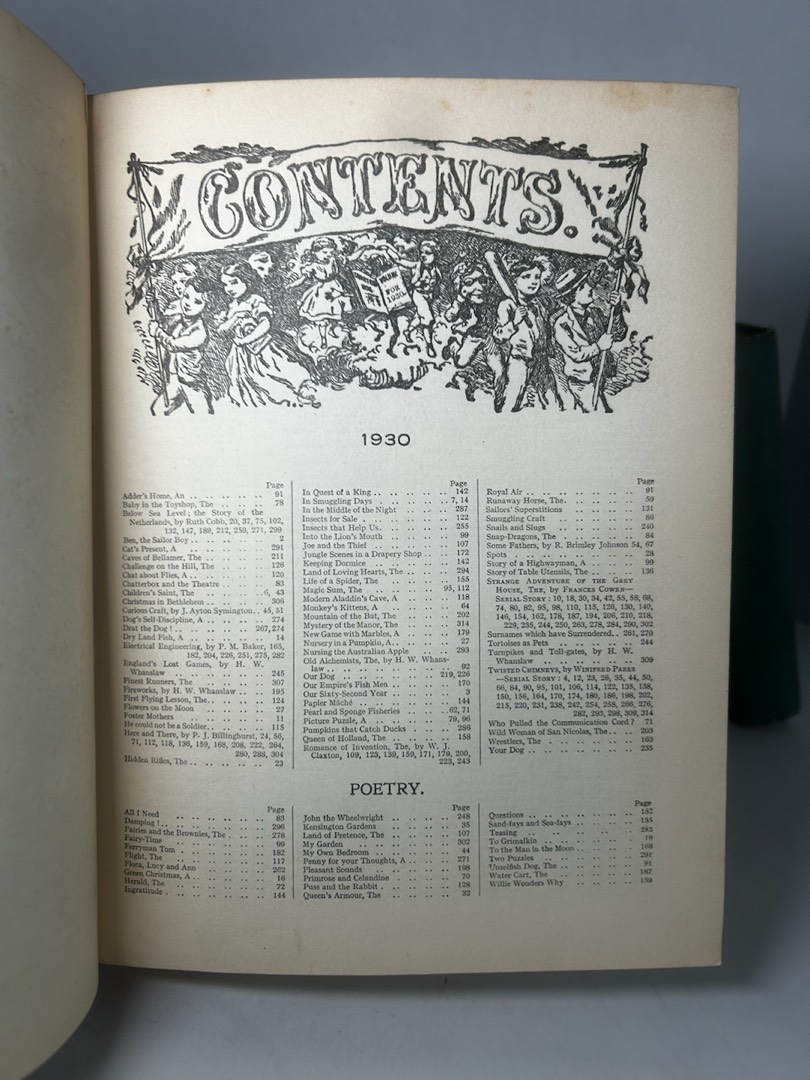 CONTENTS.
FOR
1930.
1930
Page
Adder's Home, An .. .. .. .. .. 91
Baby in the Toyshop, The .. .. .. 78
Below Sea Level; the Story of the
Netherlands, by Ruth Cobb, 20, 37, 75, 102,
132, 147, 189, 212, 259, 271, 299
Ben, the Sailor Boy .. .. .. .. .. 2
Cat's Present, A .. .. .. .. .. 291
Caves of Bellamer, The .. .. .. .. 211
Challenge on the Hill, The .. .. .. 126
Chat about Flies, A .. .. .. .. .. 120
Chatterbox and the Theatre .. .. .. 83
Children's Saint, The .. .. .. .. 6, 43
Christmas in Bethlehem .. .. .. .. 306
Curious Craft, by J. Ayton Symington .. 45, 51
Dog's Self-Discipline, A .. .. .. .. 274
Drat the Dog! .. .. .. .. .. 267, 274
Dry Land Fish, A .. .. .. .. .. 14
Electrical Engineering, by P. M. Baker, 165,
182, 204, 226, 251, 275, 282
England's Lost Games, by H. W.
Whanslaw .. .. .. .. .. 245
Finest Runners, The .. .. .. .. 307
Fireworks, by H. W. Whanslaw .. .. 195
First Flying Lesson, The .. .. .. .. 124
Flowers on the Moon .. .. .. .. 27
Foster Mothers .. .. .. .. .. 11
He could not be a Soldier .. .. .. .. 115
Here and There, by P. J. Billinghurst, 24, 56,
71, 112, 118, 136, 159, 168, 208, 222, 264,
280, 288, 304
Hidden Rifles, The .. .. .. .. .. 23
Page
In Quest of a King .. .. .. .. .. 142
In Smuggling Days .. .. .. .. 7, 14
In the Middle of the Night .. .. .. 287
Insects for Sale .. .. .. .. .. 122
Insects that Help Us .. .. .. .. 255
Into the Lion's Mouth .. .. .. .. 99
Joe and the Thief .. .. .. .. .. 107
Jungle Scenes in a Drapery Shop .. .. 172
Keeping Dormice .. .. .. .. .. 142
Land of Loving Hearts, The .. .. .. 294
Life of a Spider, The .. .. .. .. 155
Magic Sum, The .. .. .. .. 95, 112
Modern Aladdin's Cave, A .. .. .. 118
Monkey's Kittens, A .. .. .. .. 64
Mountain of the Bat, The .. .. .. 202
Mystery of the Manor, The .. .. .. 314
New Game with Marbles, A .. .. .. 179
Nursery in a Pumpkin, A .. .. .. .. 27
Nursing the Australian Apple .. .. 293
Old Alchemists, The, by H. W. Whans-
law .. .. .. .. .. .. 92
Our Dog .. .. .. .. .. 219, 226
Our Empire's Fish Men .. .. .. .. 170
Our Sixty-Second Year .. .. .. .. 3
Papier Mâché .. .. .. .. .. 144
Pearl and Sponge Fisheries .. .. 62, 71
Picture Puzzle, A .. .. .. .. 79, 96
Pumpkins that Catch Ducks .. .. .. 286
Queen of Holland, The .. .. .. .. 158
Romance of Invention, The, by W. J.
Claxton, 109, 123, 139, 159, 171, 179, 200,
223, 243
Page
Royal Air .. .. .. .. .. .. 91
Runaway Horse, The .. .. .. .. 59
Sailors' Superstitions .. .. .. .. 131
Smuggling Craft .. .. .. .. .. 86
Snails and Slugs .. .. .. .. .. 240
Snap-Dragons, The .. .. .. .. .. 84
Some Fathers, by R. Brimley Johnson 54, 67
Spots .. .. .. .. .. .. 28
Story of a Highwayman, A .. .. .. 99
Story of Table Utensils, The .. .. .. 136
STRANGE ADVENTURE OF THE GREY
HOUSE, THE, BY FRANCES COWEN—
SERIAL STORY: 10, 18, 30, 34, 42, 55, 58, 68,
74, 80, 82, 95, 98, 110, 115, 126, 130, 140,
146, 154, 162, 178, 187, 194, 206, 210, 218,
229, 235, 244, 250, 263, 278, 284, 290, 302
Surnames which have Surrendered .. 261, 270
Tortoises as Pets .. .. .. .. .. 244
Turnpikes and Toll-gates, by H. W.
Whanslaw .. .. .. .. .. 309
TWISTED CHIMNEYS, by WINIFRED PARES
—SERIAL STORY: 4, 12, 23, 26, 35, 44, 50,
66, 84, 90, 95, 101, 106, 114, 122, 135, 138,
150, 156, 164, 170, 174, 180, 186, 198, 202,
215, 220, 231, 238, 242, 254, 258, 266, 276,
282, 293, 298, 309, 314
Who Pulled the Communication Cord? 71
Wild Woman of San Nicolas, The .. .. 203
Wrestlers, The .. .. .. .. .. 163
Your Dog .. .. .. .. .. .. 235
POETRY.
Page
All I Need .. .. .. .. .. .. 83
Damping! .. .. .. .. .. .. 296
Fairies and the Brownies, The .. .. 278
Fairy-Time .. .. .. .. .. 99
Ferryman Tom .. .. .. .. .. 182
Flight, The .. .. .. .. .. 117
Flora, Lucy and Ann .. .. .. .. 262
Green Christmas, A .. .. .. .. 16
Herald, The .. .. .. .. .. 72
Ingratitude .. .. .. .. .. 144
Page
John the Wheelwright .. .. .. .. 248
Kensington Gardens .. .. .. .. 35
Land of Pretence, The .. .. .. .. 107
My Garden .. .. .. .. .. 302
My Own Bedroom .. .. .. .. 44
Penny for your Thoughts, A .. .. .. 271
Pleasant Sounds .. .. .. .. .. 198
Primrose and Celandine .. .. .. 70
Puss and the Rabbit .. .. .. .. 128
Queen's Armour, The .. .. .. .. 32
Page
Questions .. .. .. .. .. .. 152
Sand-fays and Sea-fays .. .. .. .. 135
Teasing .. .. .. .. .. .. 285
To Grimalkin .. .. .. .. .. 19
To the Man in the Moon .. .. .. 168
Two Puzzles .. .. .. .. .. 291
Unselfish Dog, The .. .. .. .. 91
Water Cart, The .. .. .. .. .. 187
Willie Wonders Why .. .. .. .. 159